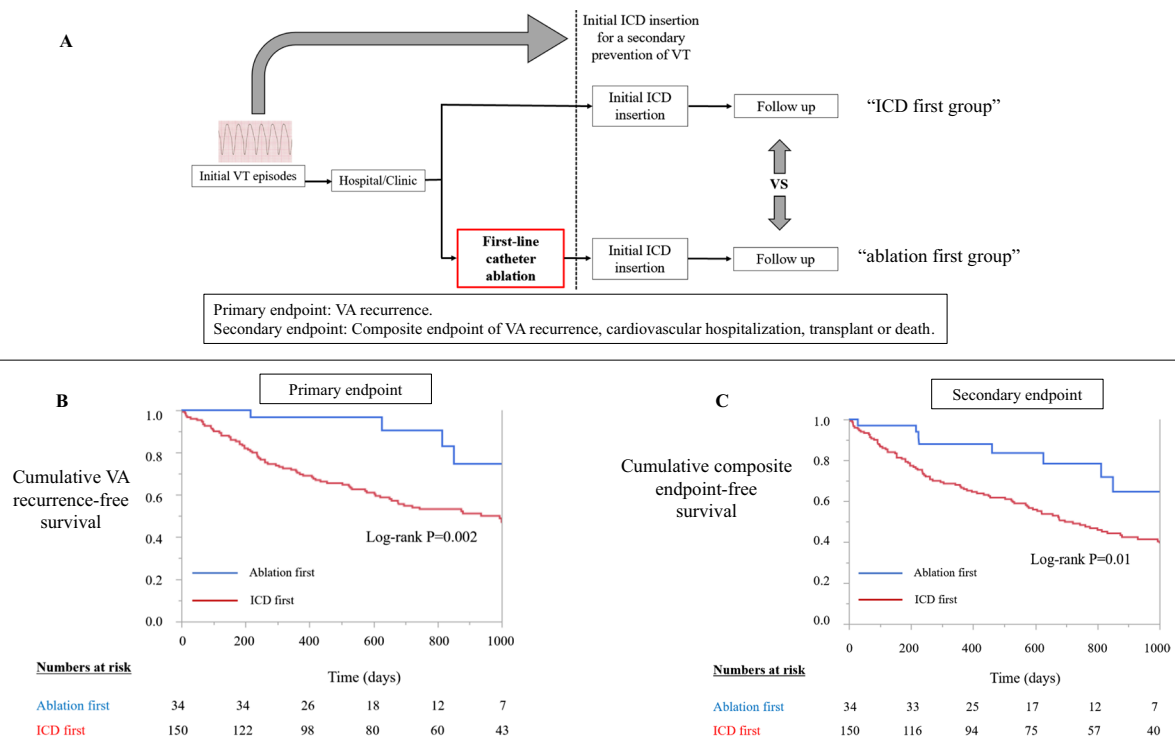 A
Initial ICD insertion
for a secondary
prevention of VT
Initial VT episodes
Hospital/Clinic
Initial ICD
insertion
Follow up
“ICD first group”
VS
First-line
catheter
ablation
Initial ICD
insertion
Follow up
“ablation first group”
Primary endpoint: VA recurrence.
Secondary endpoint: Composite endpoint of VA recurrence, cardiovascular hospitalization, transplant or death.
B
Primary endpoint
Cumulative VA
recurrence-free
survival
1.0
0.8
0.6
0.4
0.2
0.0
Log-rank P=0.002
Ablation first
ICD first
0 200 400 600 800 1000
Time (days)
Numbers at risk
Ablation first 34 34 26 18 12 7
ICD first 150 122 98 80 60 43
C
Secondary endpoint
Cumulative composite
endpoint-free
survival
1.0
0.8
0.6
0.4
0.2
0.0
Log-rank P=0.01
Ablation first
ICD first
0 200 400 600 800 1000
Time (days)
Numbers at risk
Ablation first 34 33 25 17 12 7
ICD first 150 116 94 75 57 40